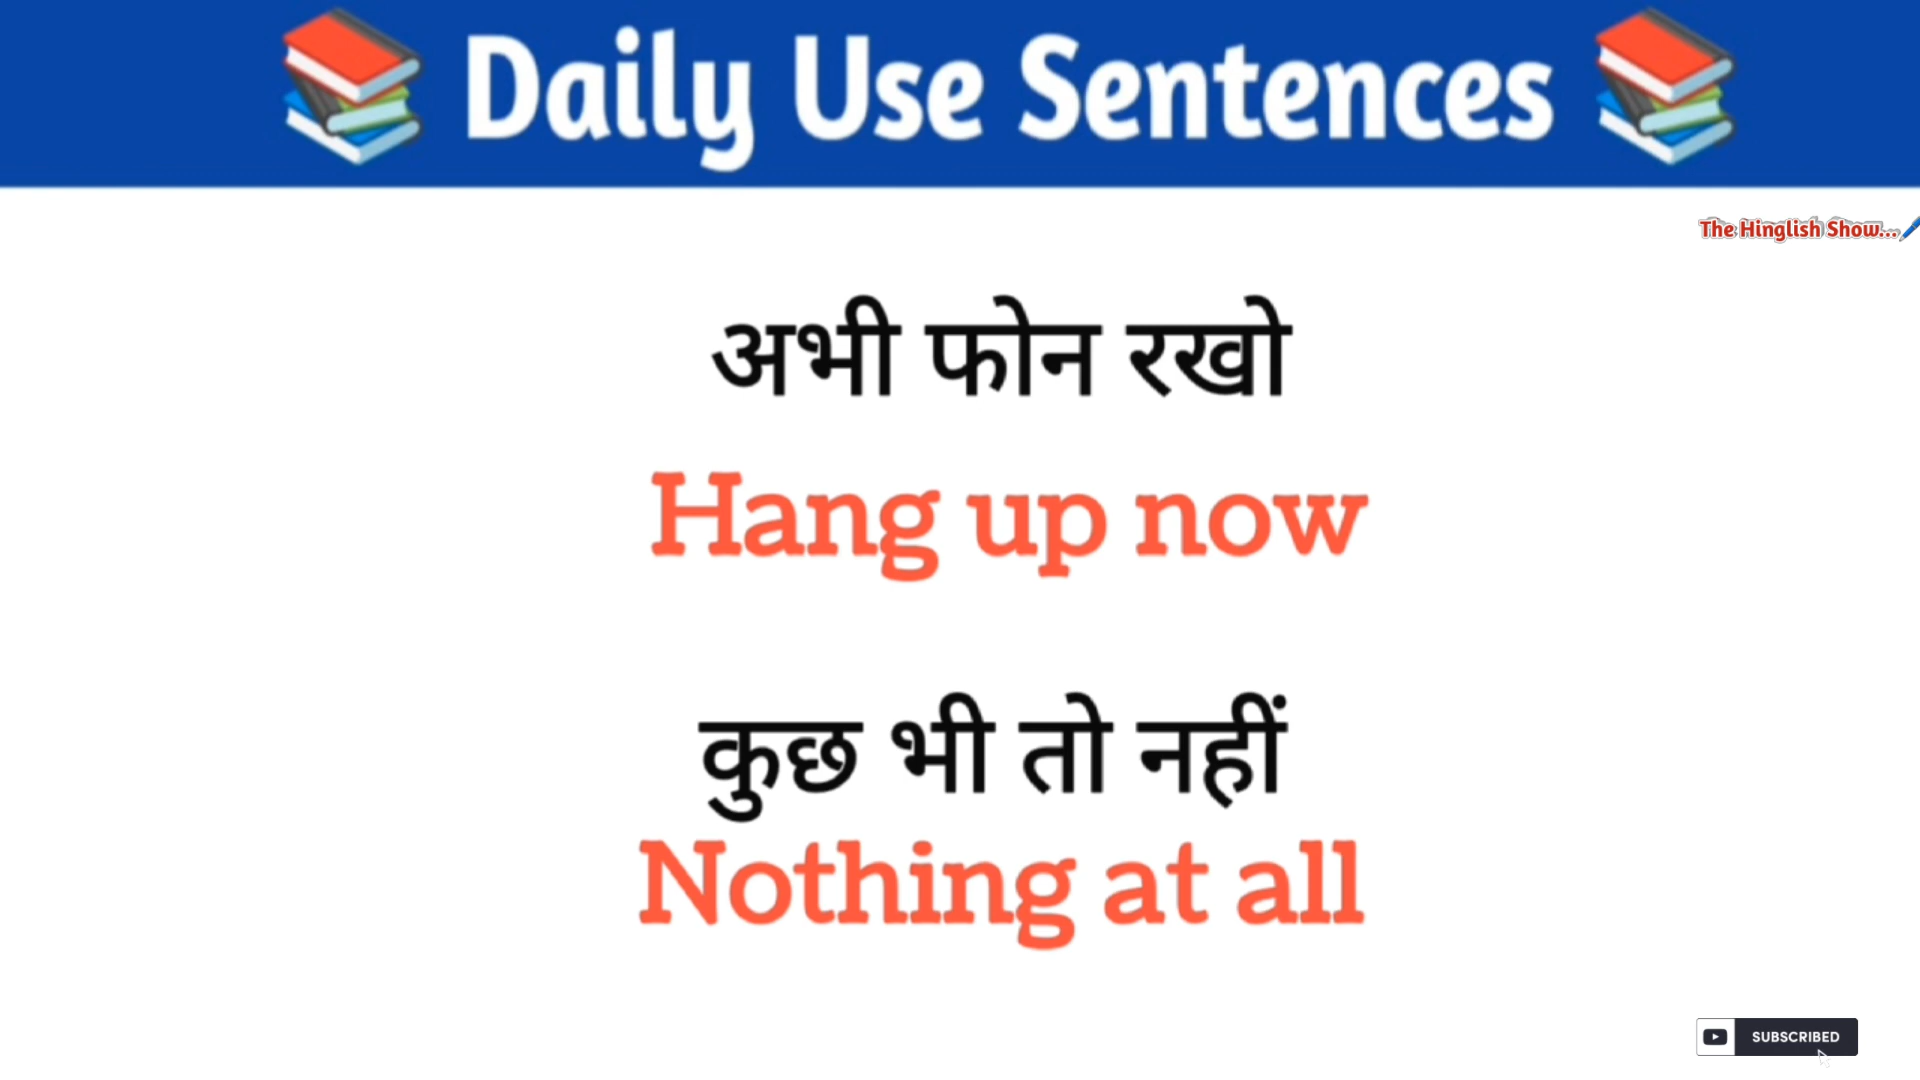 Daily Use Sentences
The Hinglish Show...
अभी फोन रखो
Hang up now
कुछ भी तो नहीं
Nothing at all
SUBSCRIBED